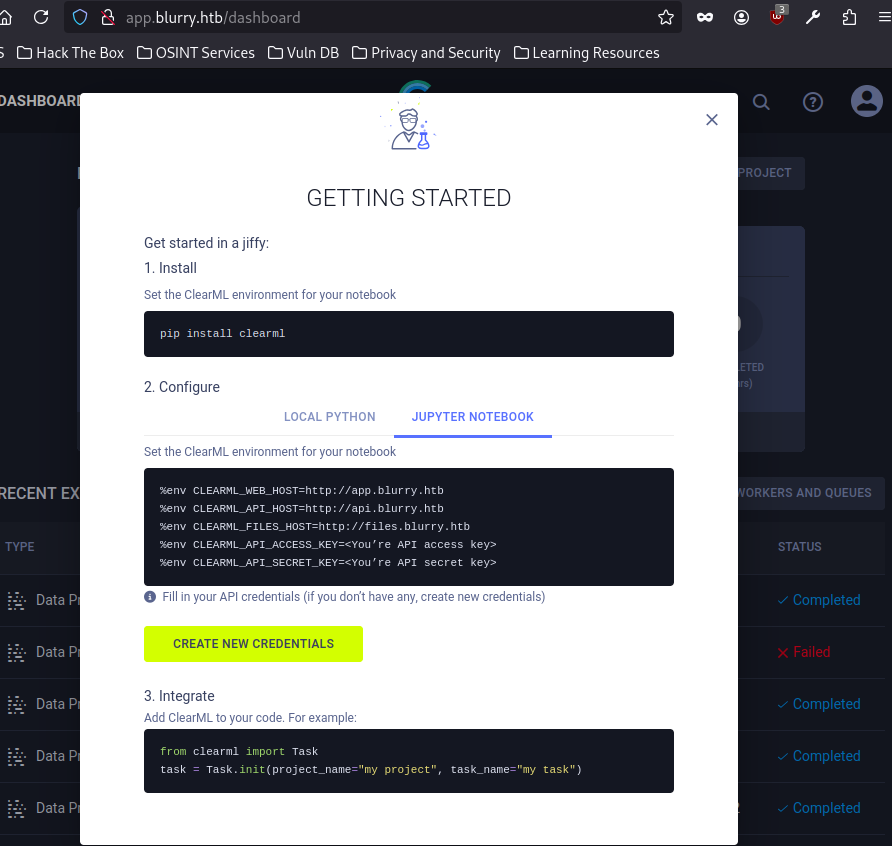 app.blurry.htb/dashboard
3
S Hack The Box OSINT Services Vuln DB Privacy and Security Learning Resources
DASHBOARD
PROJECT
GETTING STARTED
Get started in a jiffy:
1. Install
Set the ClearML environment for your notebook
pip install clearml
2. Configure
LOCAL PYTHON JUPYTER NOTEBOOK
Set the ClearML environment for your notebook
%env CLEARML_WEB_HOST=http://app.blurry.htb
%env CLEARML_API_HOST=http://api.blurry.htb
%env CLEARML_FILES_HOST=http://files.blurry.htb
%env CLEARML_API_ACCESS_KEY=<You’re API access key>
%env CLEARML_API_SECRET_KEY=<You’re API secret key>
Fill in your API credentials (if you don’t have any, create new credentials)
CREATE NEW CREDENTIALS
3. Integrate
Add ClearML to your code. For example:
from clearml import Task
task = Task.init(project_name="my project", task_name="my task")
RECENT EX
WORKERS AND QUEUES
TYPE STATUS
Data Pr Completed
Data Pr Failed
Data Pr Completed
Data Pr Completed
Data Pr Completed